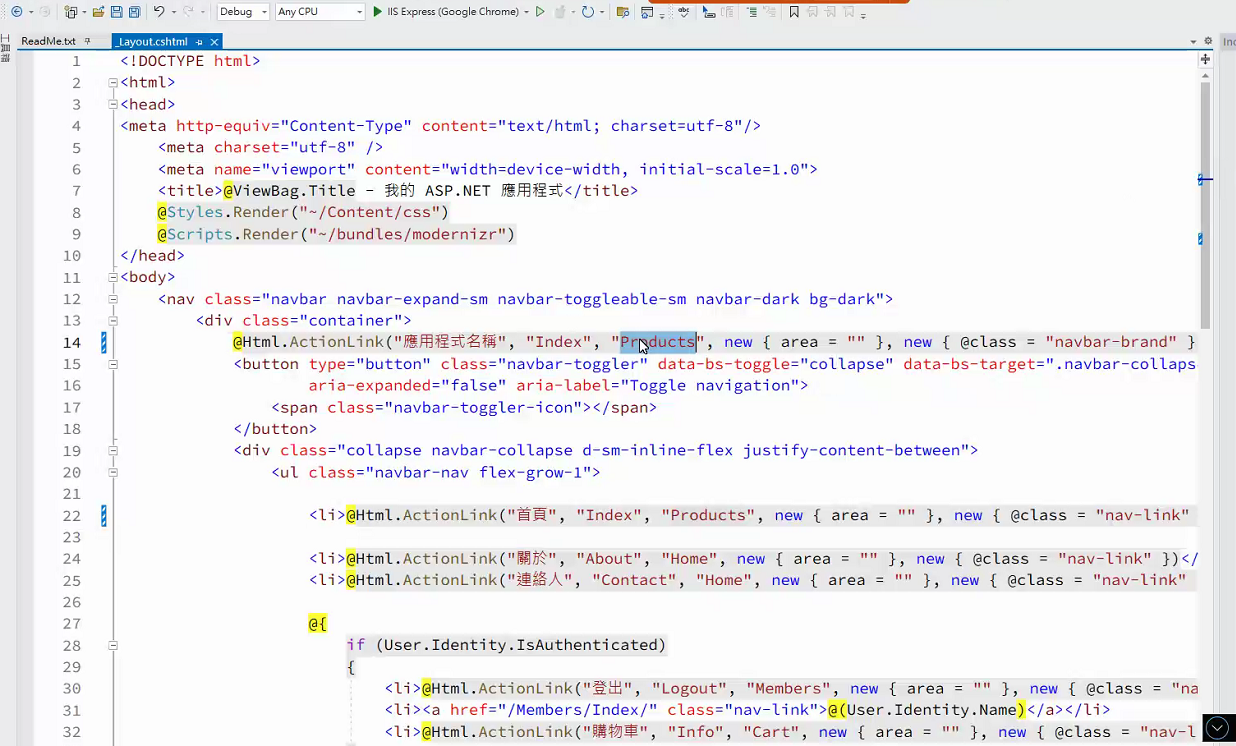 Debug Any CPU IIS Express (Google Chrome)
ReadMe.txt _Layout.cshtml
1 <!DOCTYPE html>
2 <html>
3 <head>
4 <meta http-equiv="Content-Type" content="text/html; charset=utf-8"/>
5 <meta charset="utf-8" />
6 <meta name="viewport" content="width=device-width, initial-scale=1.0">
7 <title>@ViewBag.Title - 我的 ASP.NET 應用程式</title>
8 @Styles.Render("~/Content/css")
9 @Scripts.Render("~/bundles/modernizr")
10 </head>
11 <body>
12 <nav class="navbar navbar-expand-sm navbar-toggleable-sm navbar-dark bg-dark">
13 <div class="container">
14 @Html.ActionLink("應用程式名稱", "Index", "Products", new { area = "" }, new { @class = "navbar-brand" }
15 <button type="button" class="navbar-toggler" data-bs-toggle="collapse" data-bs-target=".navbar-collaps
16 aria-expanded="false" aria-label="Toggle navigation">
17 <span class="navbar-toggler-icon"></span>
18 </button>
19 <div class="collapse navbar-collapse d-sm-inline-flex justify-content-between">
20 <ul class="navbar-nav flex-grow-1">
21
22 <li>@Html.ActionLink("首頁", "Index", "Products", new { area = "" }, new { @class = "nav-link"
23
24 <li>@Html.ActionLink("關於", "About", "Home", new { area = "" }, new { @class = "nav-link" })</
25 <li>@Html.ActionLink("連絡人", "Contact", "Home", new { area = "" }, new { @class = "nav-link"
26
27 @{
28 if (User.Identity.IsAuthenticated)
29 {
30 <li>@Html.ActionLink("登出", "Logout", "Members", new { area = "" }, new { @class = "na
31 <li><a href="/Members/Index/" class="nav-link">@(User.Identity.Name)</a></li>
32 <li>@Html.ActionLink("購物車", "Info", "Cart", new { area = "" }, new { @class = "nav-l